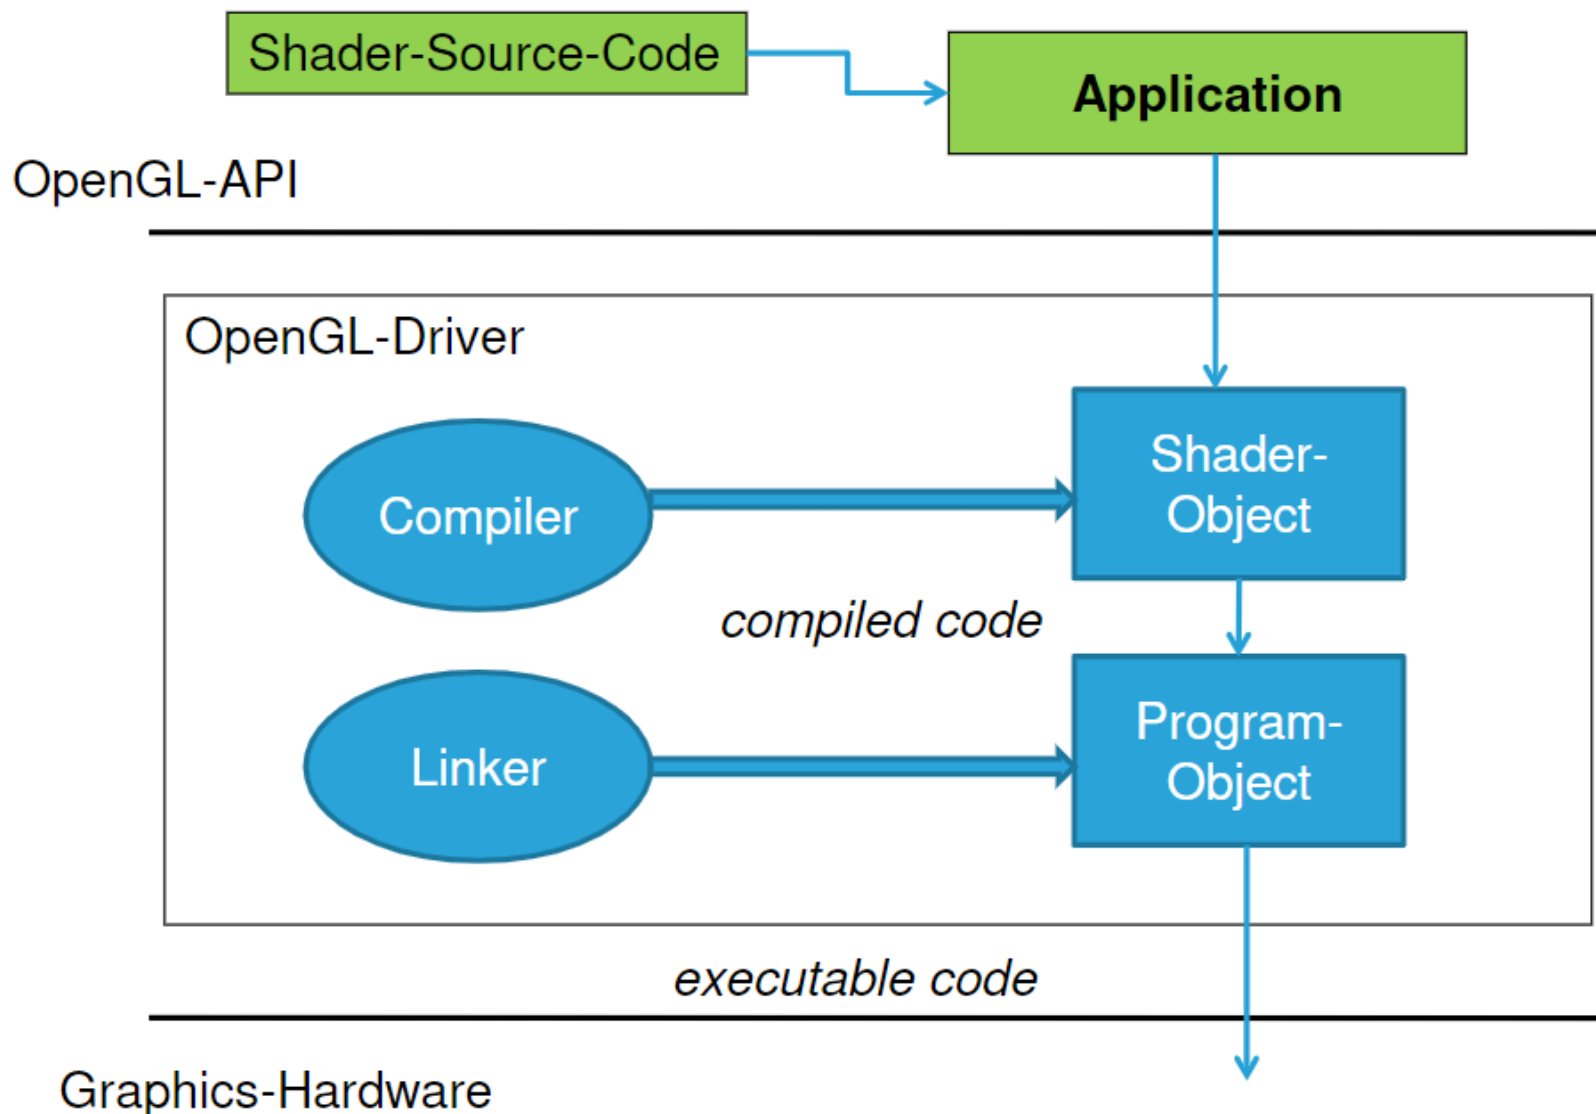 Shader-Source-Code
Application
OpenGL-API
OpenGL-Driver
Compiler
Shader-
Object
compiled code
Linker
Program-
Object
executable code
Graphics-Hardware